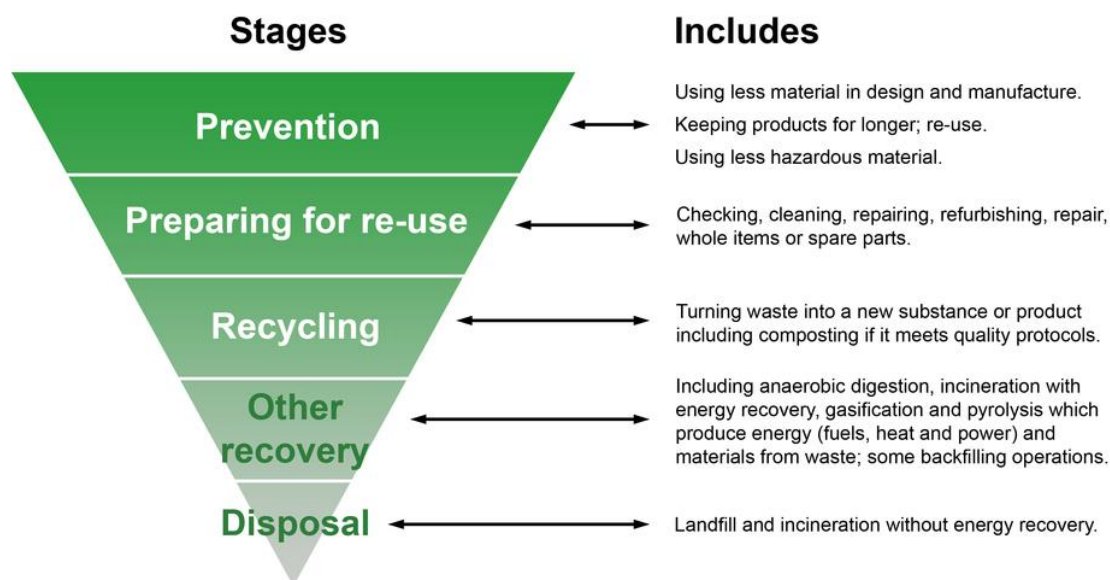 Stages
Includes
Prevention
Using less material in design and manufacture.
Keeping products for longer; re-use.
Using less hazardous material.
Preparing for re-use
Checking, cleaning, repairing, refurbishing, repair,
whole items or spare parts.
Recycling
Turning waste into a new substance or product
including composting if it meets quality protocols.
Other
recovery
Including anaerobic digestion, incineration with
energy recovery, gasification and pyrolysis which
produce energy (fuels, heat and power) and
materials from waste; some backfilling operations.
Disposal
Landfill and incineration without energy recovery.